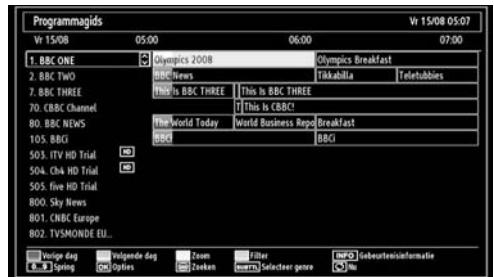 Programmagids Vr 15/08 05:07
Vr 15/08 05:00 06:00 07:00
1. BBC ONE Olympics 2008 Olympics Breakfast
2. BBC TWO BBC News Tikkabilla Teletubbies
7. BBC THREE This Is BBC THREE This Is BBC THREE
70. CBBC Channel T This Is CBBC!
80. BBC NEWS The World Today World Business Repo Breakfast
105. BBCi BBCi BBCi
503. ITV HD Trial HD
504. Ch4 HD Trial HD
505. five HD Trial
800. Sky News
801. CNBC Europe
802. TVSMONDE EU...
Vorige dag Volgende dag Zoom Filter INFO Gebeurtenisinformatie
0...9 Spring OK Opties Zoeken SUBTTL Selecteer genre Nu